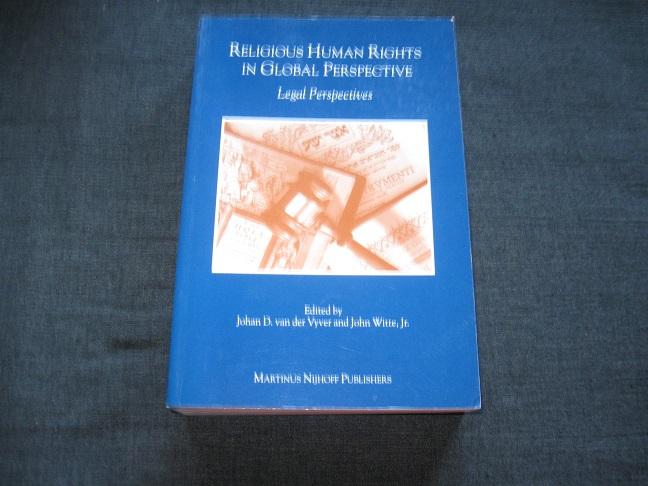 RELIGIOUS HUMAN RIGHTS
IN GLOBAL PERSPECTIVE
Legal Perspectives
RVMENTI
Edited by
Johan D. van der Vyver and John Witte, Jr.
MARTINUS NIJHOFF PUBLISHERS